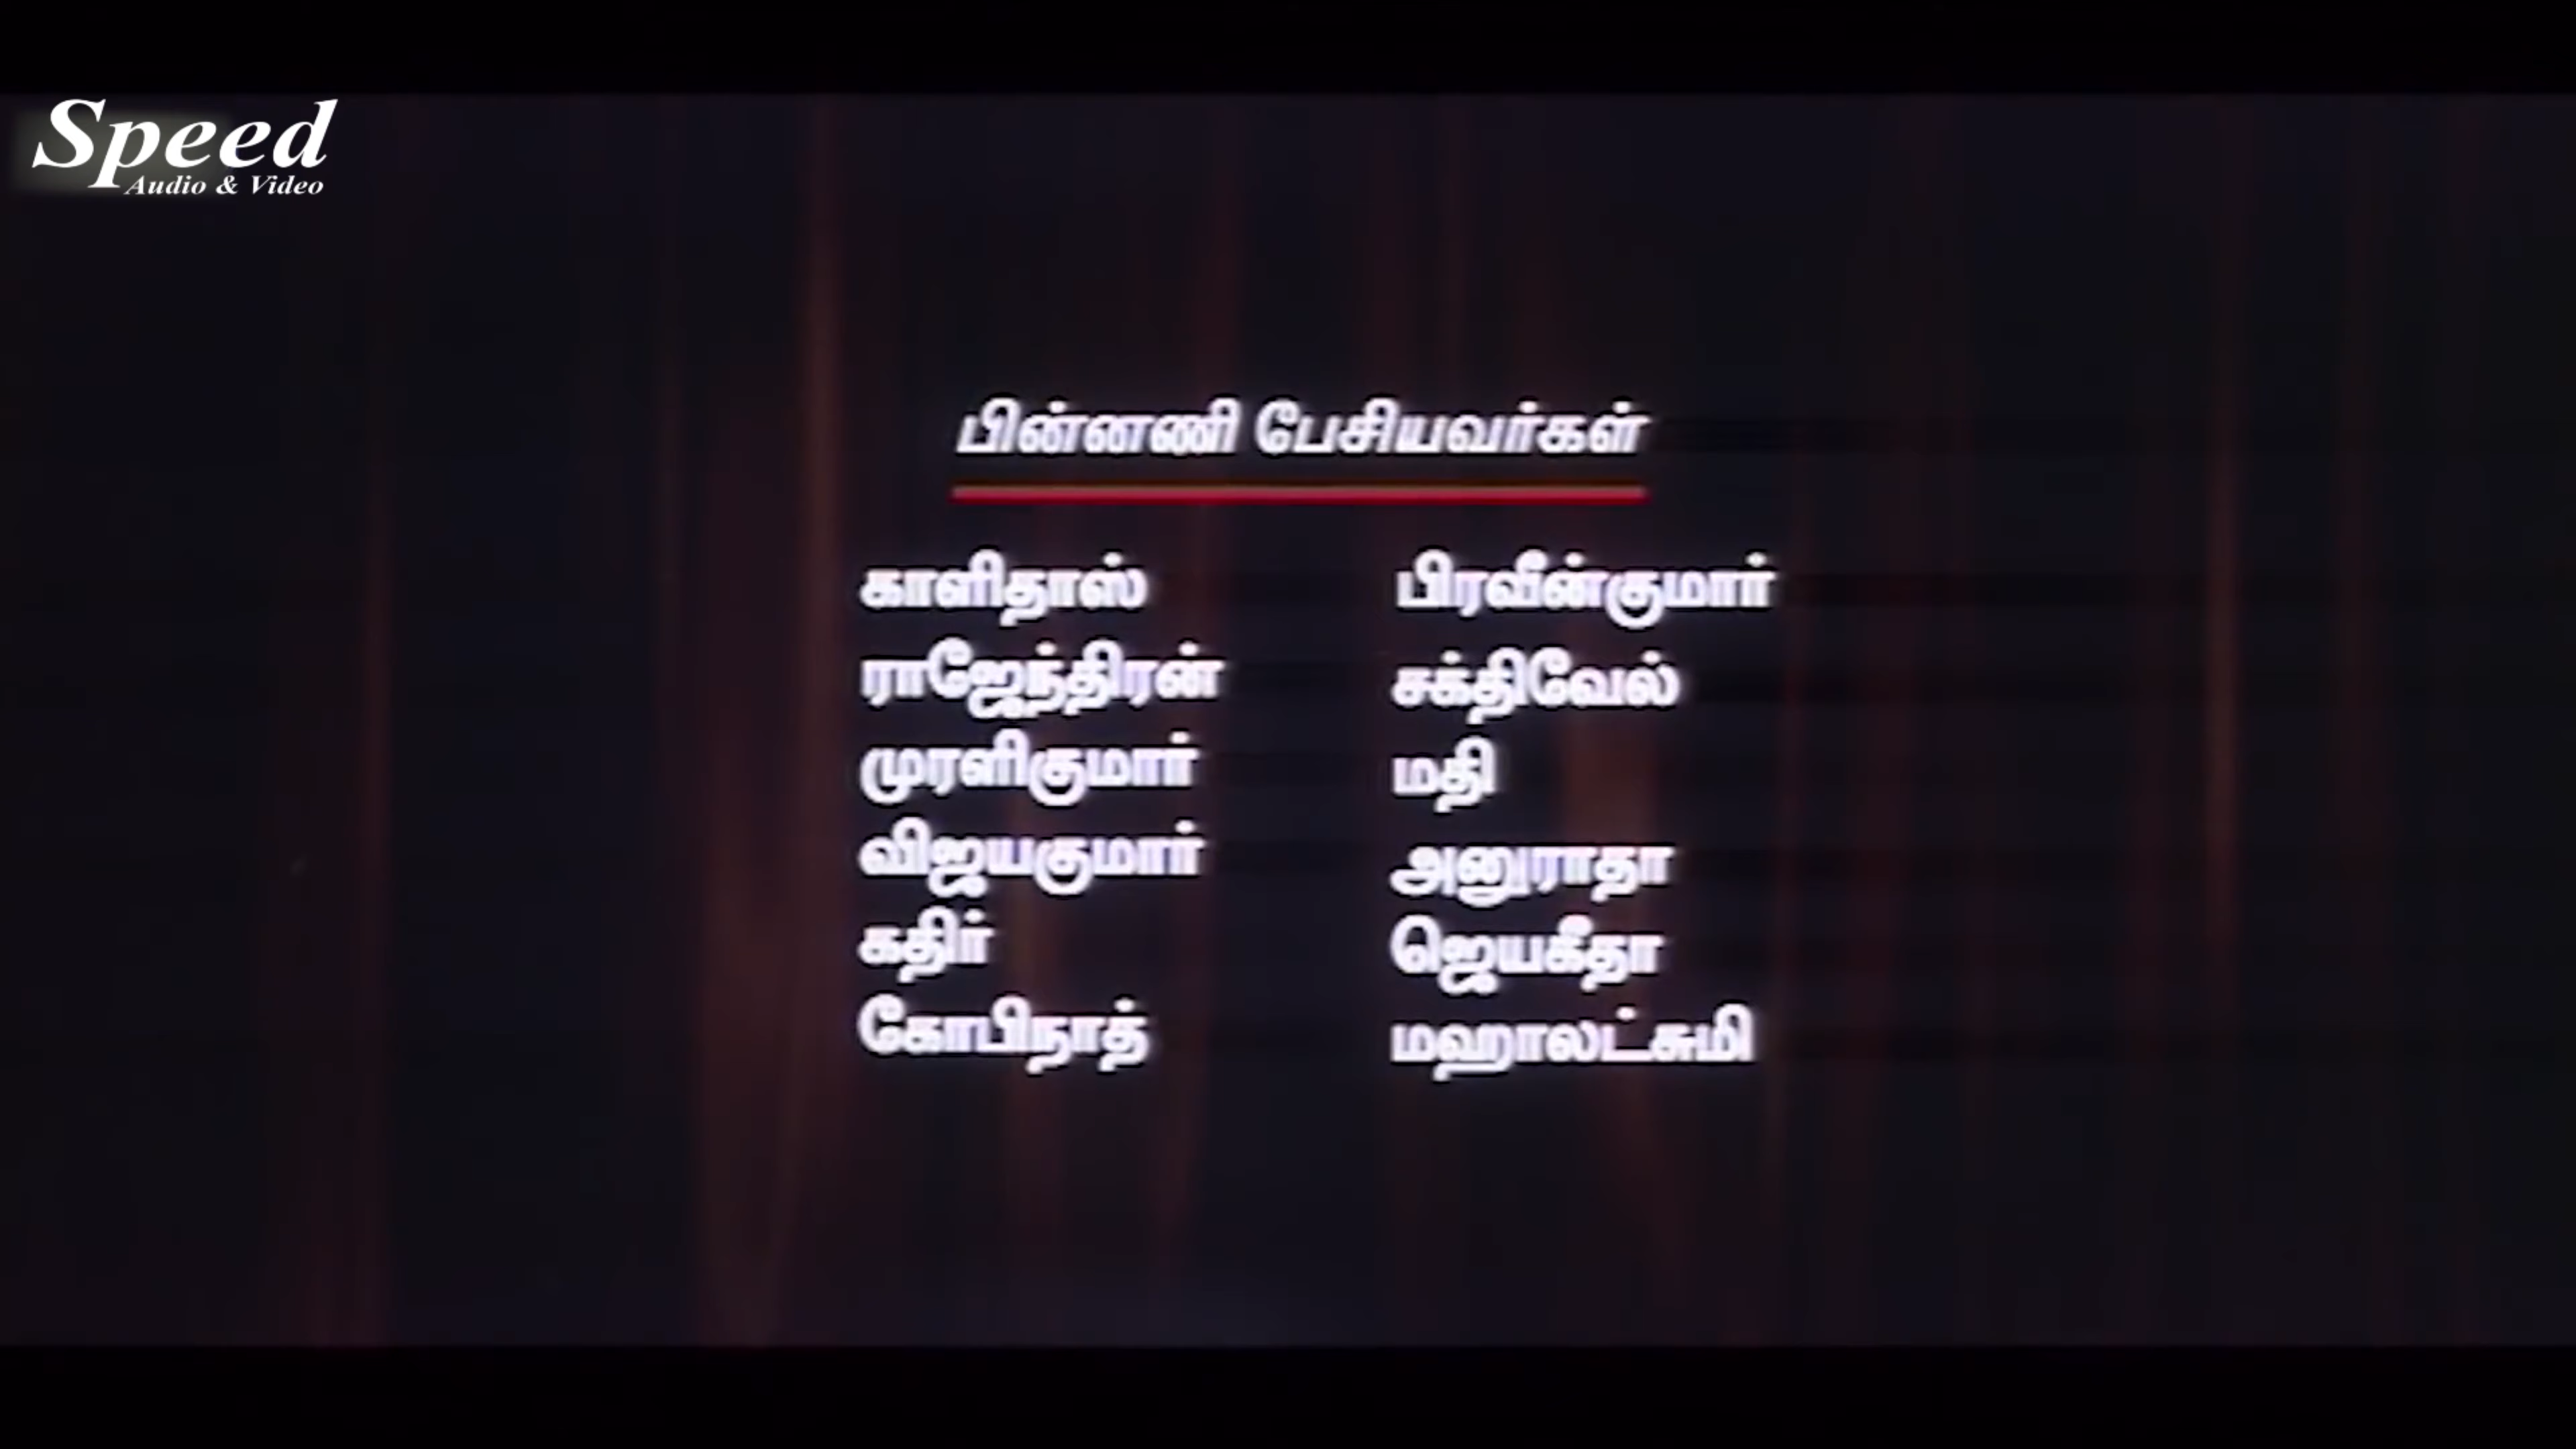 Speed
Audio & Video
பின்னணி பேசியவர்கள்
காளிதாஸ்
ராஜேந்திரன்
முரளிகுமார்
விஜயகுமார்
கதிர்
கோபிநாத்
பிரவீன்குமார்
சக்திவேல்
மதி
அனுராதா
ஜெயகீதா
மஹாலட்சுமி